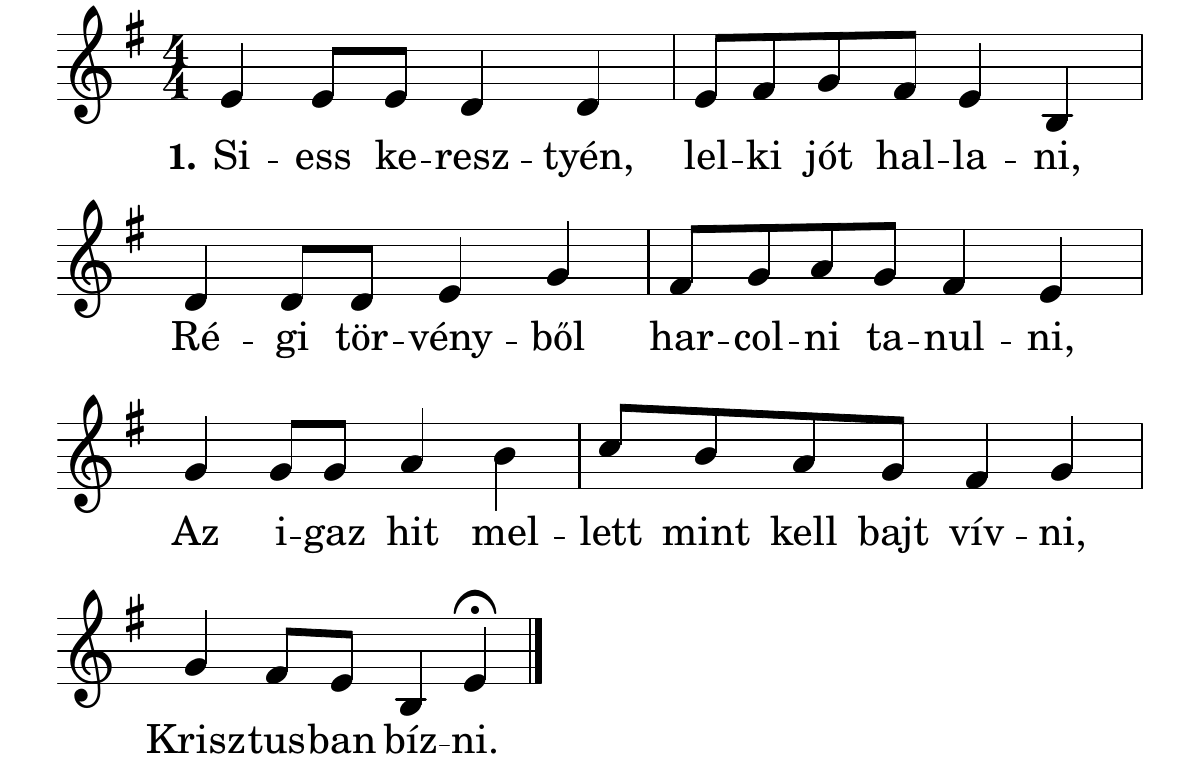 1. Si - ess ke-resz - tyén, lel-ki jót hal-la - ni,
Ré - gi tör-vény - ből har-col-ni ta-nul - ni,
Az i-gaz hit mel - lett mint kell bajt vív - ni,
Krisztusban bíz-ni.